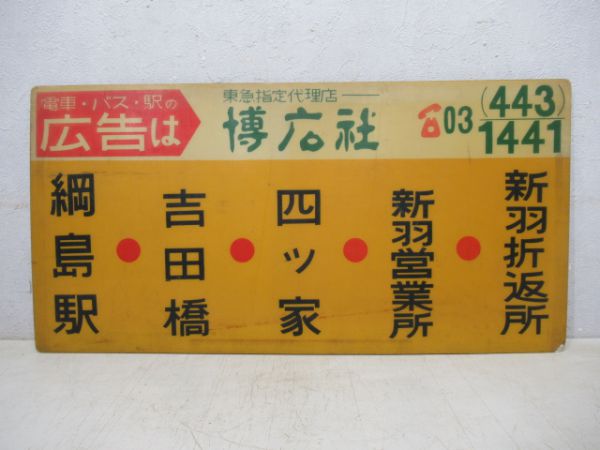 電車・バス・駅の
広告は
東急指定代理店
博広社
03
(443)
1441
綱島駅
吉田橋
四ッ家
新羽営業所
新羽折返所